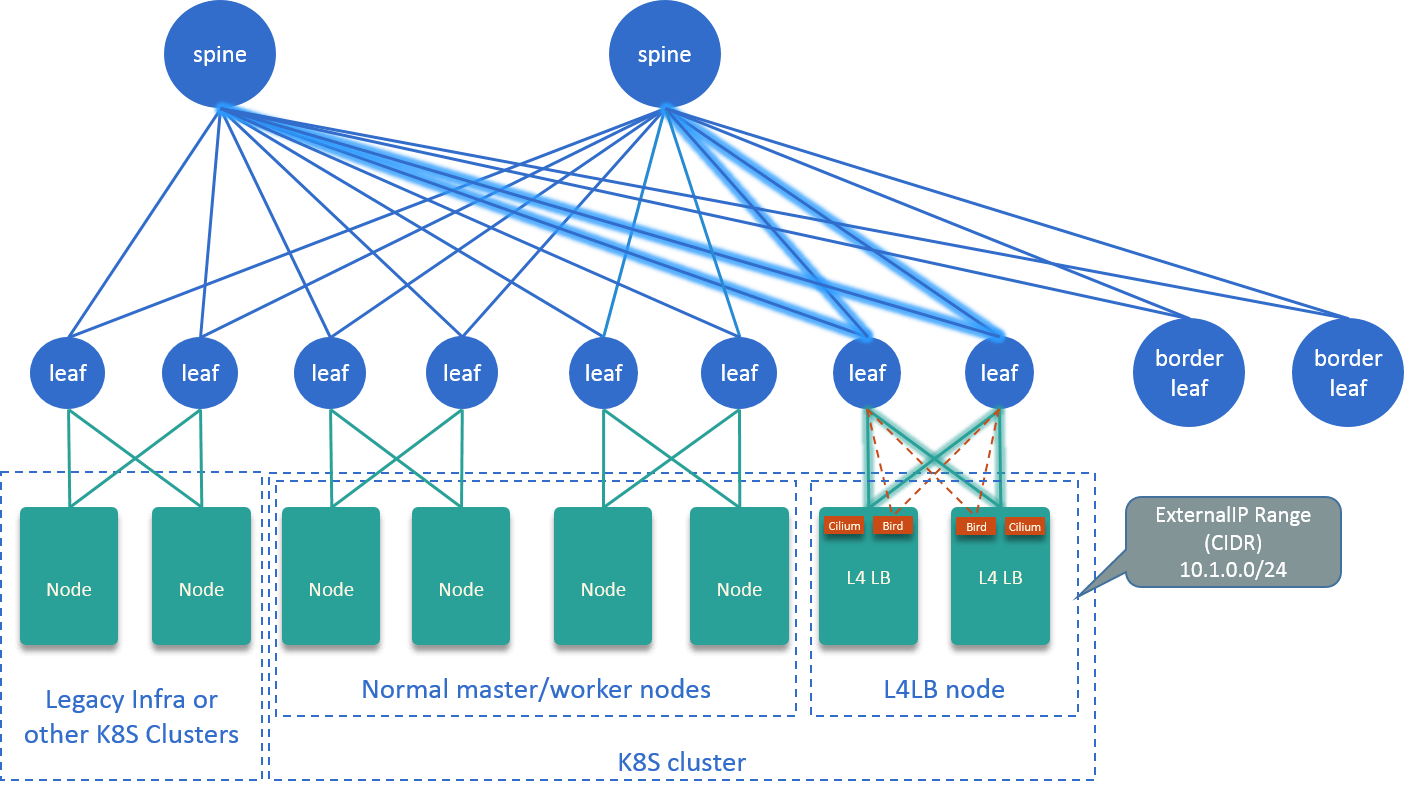 spine
spine
leaf
leaf
leaf
leaf
leaf
leaf
leaf
leaf
border
leaf
border
leaf
Cilium
Bird
Bird
Cilium
Node
Node
Node
Node
Node
Node
L4 LB
L4 LB
ExternalIP Range
(CIDR)
10.1.0.0/24
Legacy Infra or
other K8S Clusters
Normal master/worker nodes
L4LB node
K8S cluster